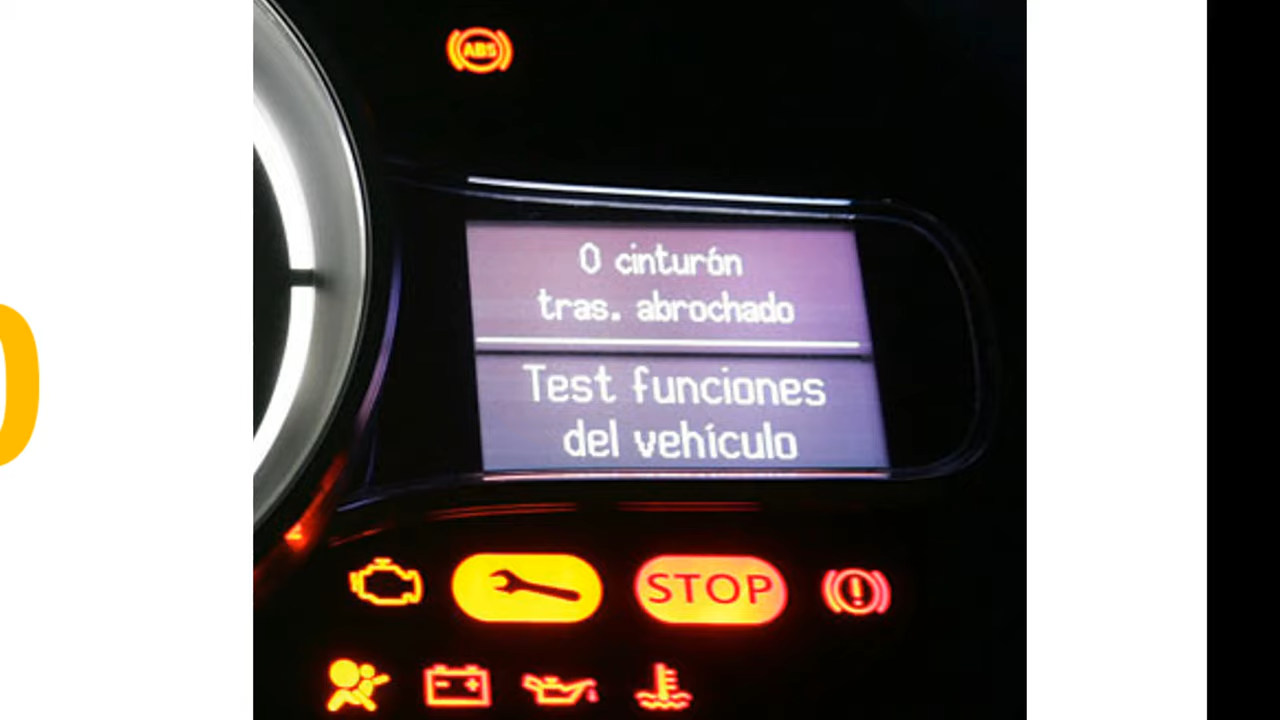 ABS
0 cinturón
tras. abrochado
Test funciones
del vehículo
STOP